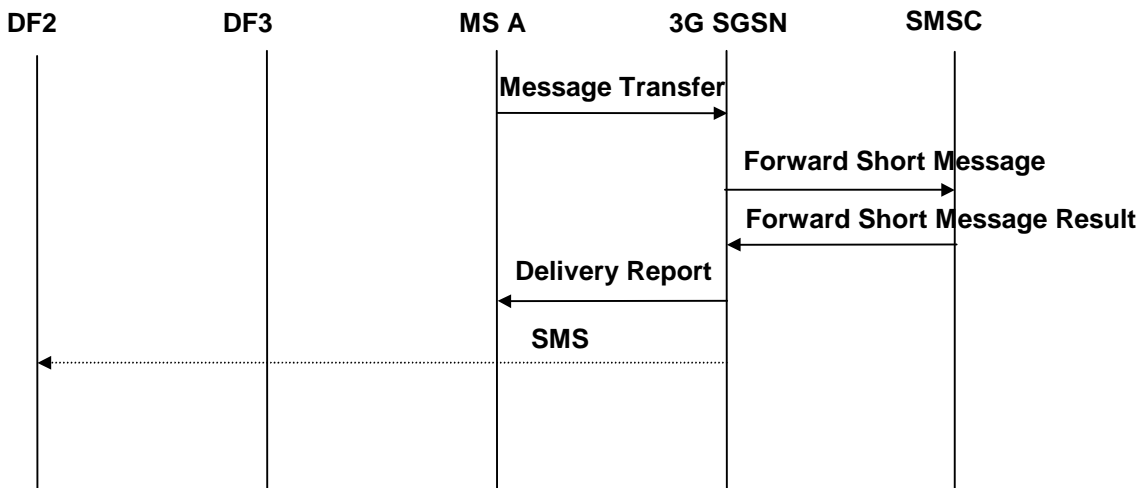 DF2
DF3
MS A
3G SGSN
SMSC
Message Transfer
Forward Short Message
Forward Short Message Result
Delivery Report
SMS